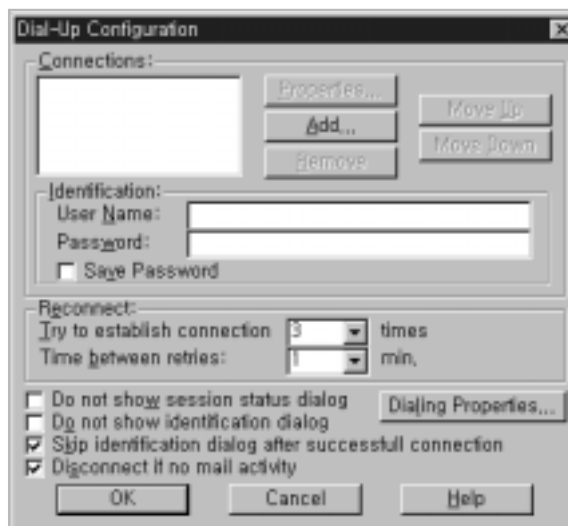 Dial-Up Configuration
Connections:
Properties...
Add...
Remove
Move Up
Move Down
Identification:
User Name:
Password:
Save Password
Reconnect:
Try to establish connection 3 times
Time between retries: 1 min.
Do not show session status dialog
Dialing Properties...
Do not show identification dialog
Skip identification dialog after successfull connection
Disconnect if no mail activity
OK Cancel Help